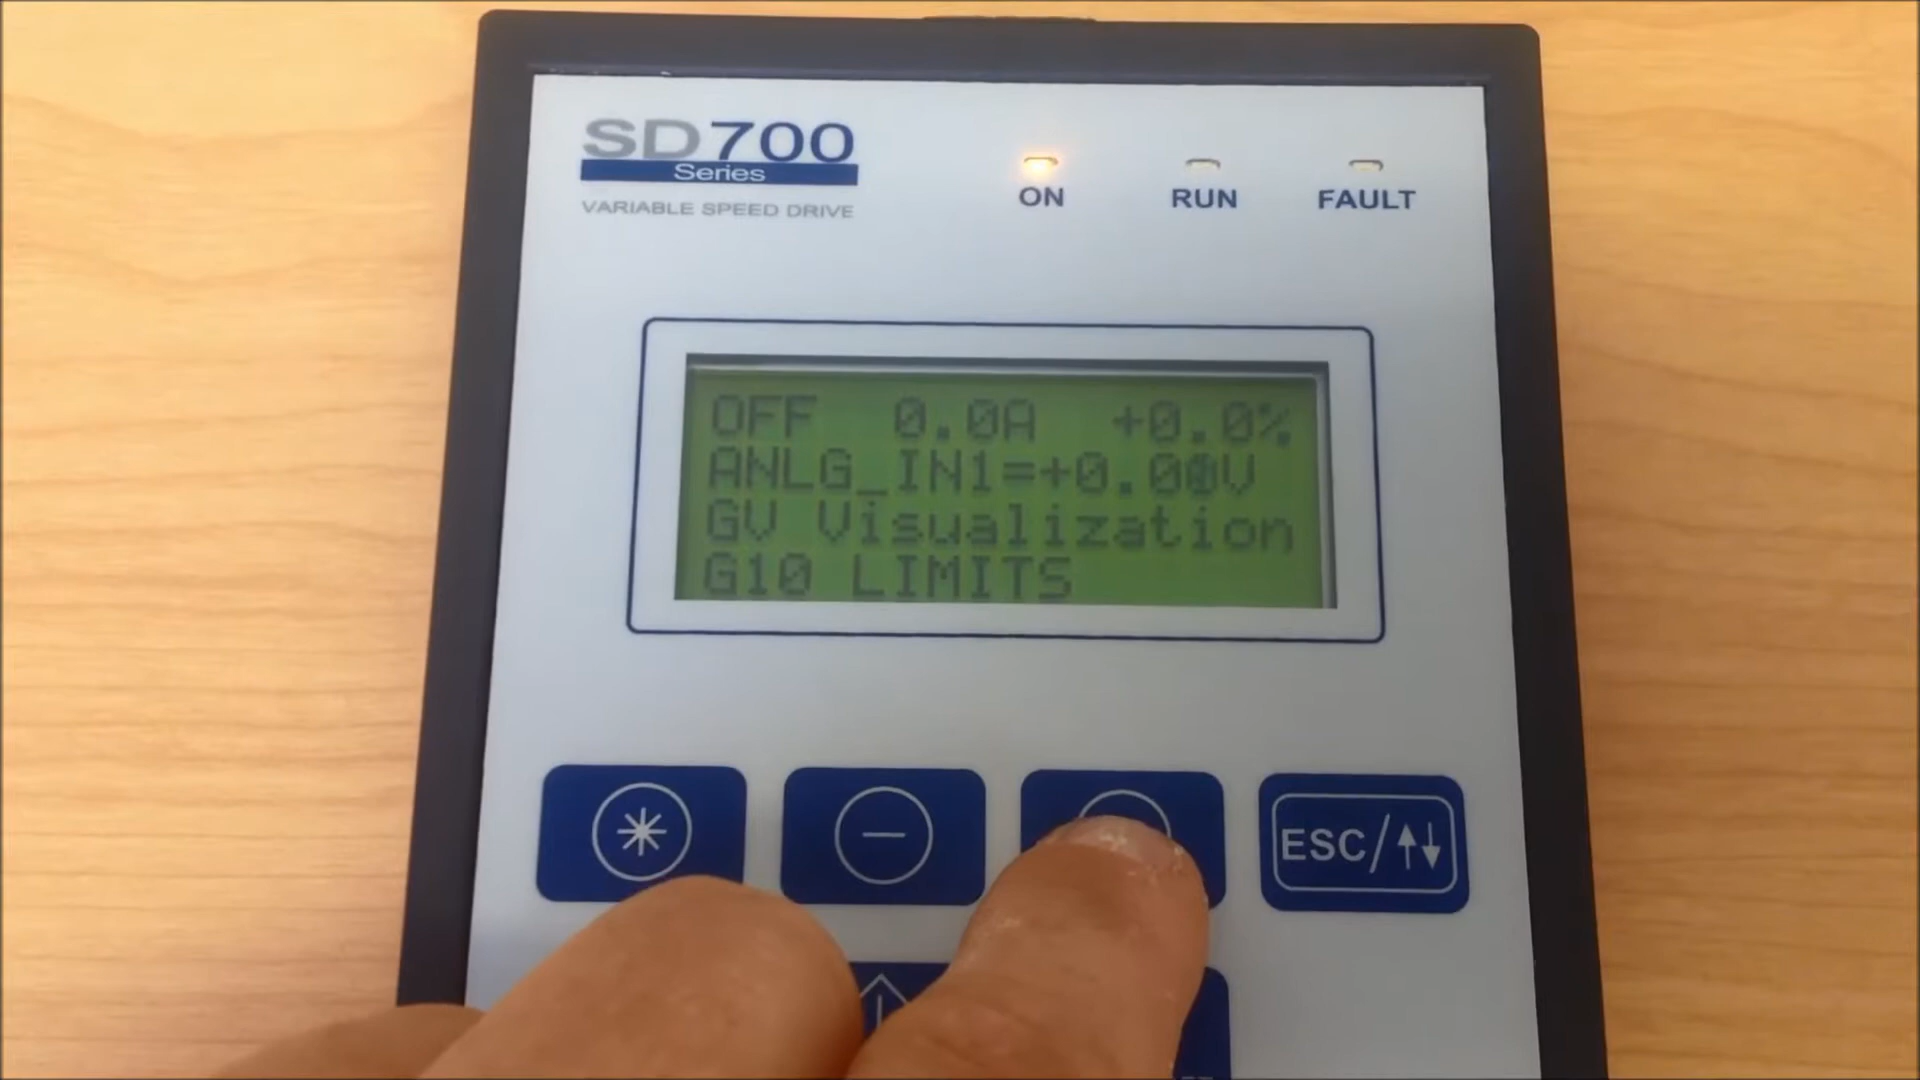 SD700
Series
VARIABLE SPEED DRIVE
ON RUN FAULT
OFF 0.0A +0.0%
ANLG_IN1=+0.00V
GV Visualization
G10 LIMITS
ESC/↑↓